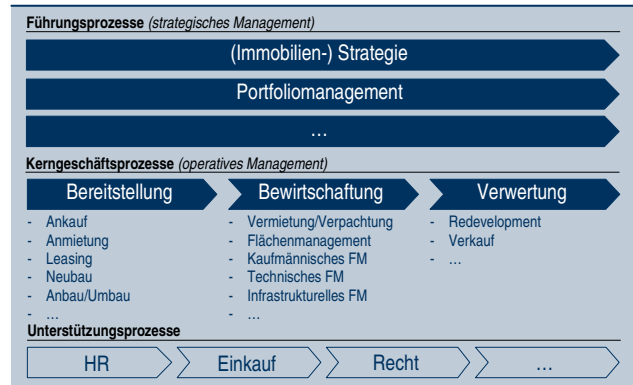 Führungsprozesse (strategisches Management)
(Immobilien-) Strategie
Portfoliomanagement
…
Kerngeschäftsprozesse (operatives Management)
Bereitstellung
- Ankauf
- Anmietung
- Leasing
- Neubau
- Anbau/Umbau
- …
Bewirtschaftung
- Vermietung/Verpachtung
- Flächenmanagement
- Kaufmännisches FM
- Technisches FM
- Infrastrukturelles FM
- …
Verwertung
- Redevelopment
- Verkauf
- …
Unterstützungsprozesse
HR
Einkauf
Recht
…